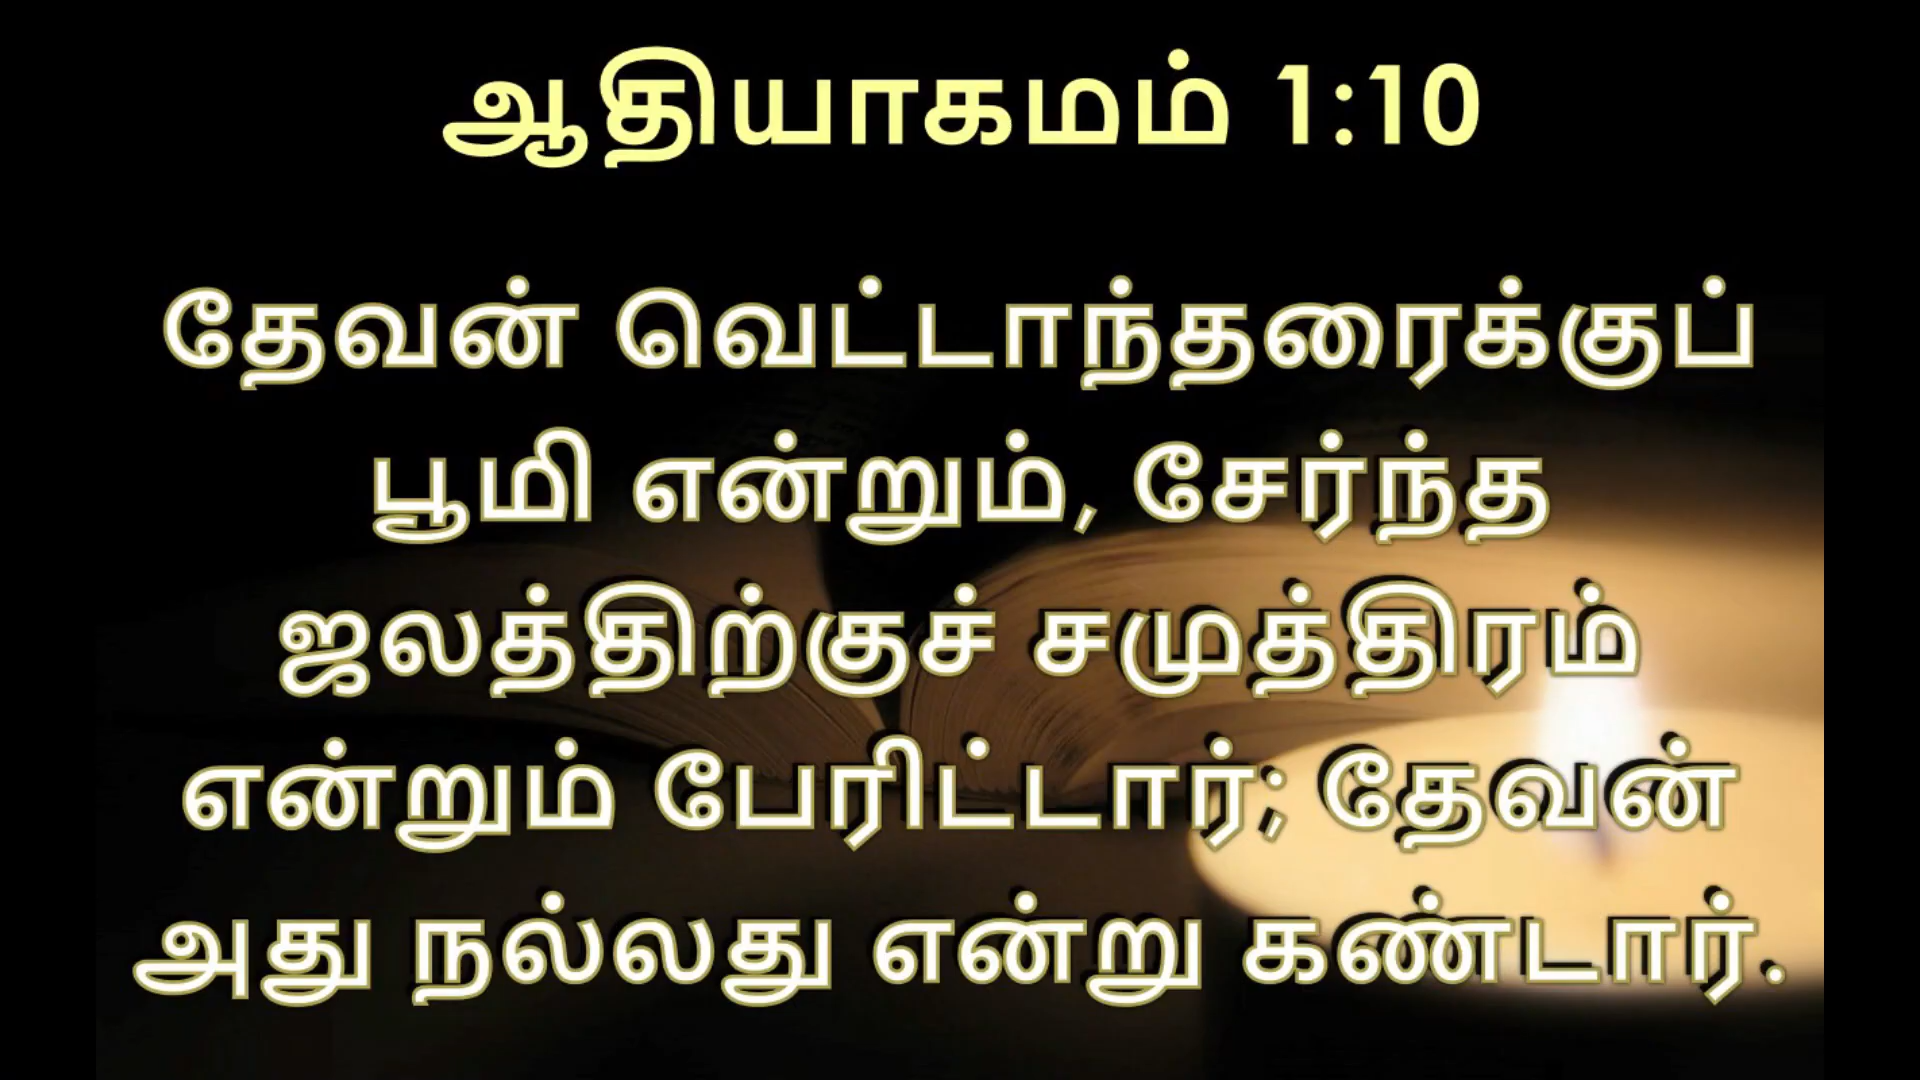 ஆதியாகமம் 1:10
தேவன் வெட்டாந்தரைக்குப்
பூமி என்றும், சேர்ந்த
ஜலத்திற்குச் சமுத்திரம்
என்றும் பேரிட்டார்; தேவன்
அது நல்லது என்று கண்டார்.